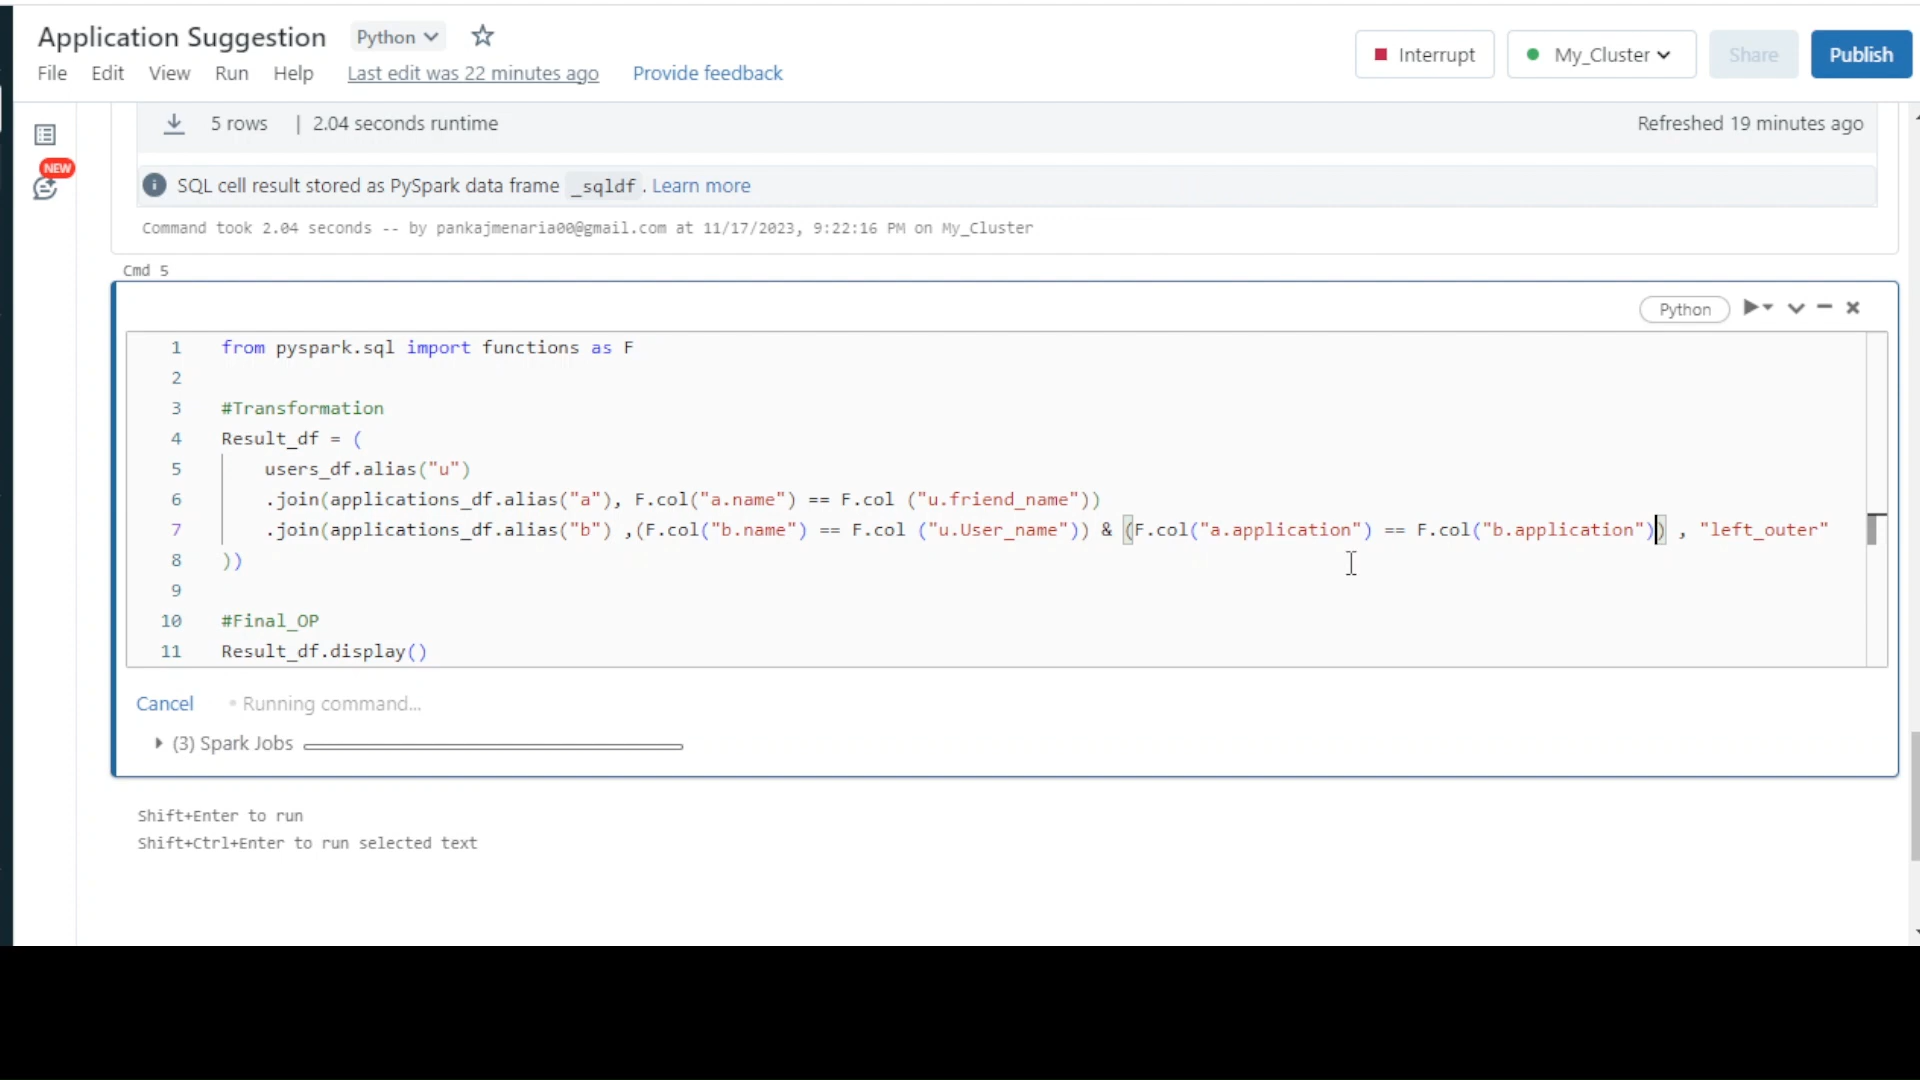 Application Suggestion Python
File Edit View Run Help Last edit was 22 minutes ago Provide feedback
Interrupt My_Cluster Share Publish
NEW
5 rows | 2.04 seconds runtime Refreshed 19 minutes ago
SQL cell result stored as PySpark data frame _sqldf . Learn more
Command took 2.04 seconds -- by pankajmenaria00@gmail.com at 11/17/2023, 9:22:16 PM on My_Cluster
Cmd 5
Python
1 from pyspark.sql import functions as F
2
3 #Transformation
4 Result_df = (
5 users_df.alias("u")
6 .join(applications_df.alias("a"), F.col("a.name") == F.col ("u.friend_name"))
7 .join(applications_df.alias("b") ,(F.col("b.name") == F.col ("u.User_name")) & (F.col("a.application") == F.col("b.application")) , "left_outer"
8 ))
9
10 #Final_OP
11 Result_df.display()
Cancel Running command...
(3) Spark Jobs
Shift+Enter to run
Shift+Ctrl+Enter to run selected text